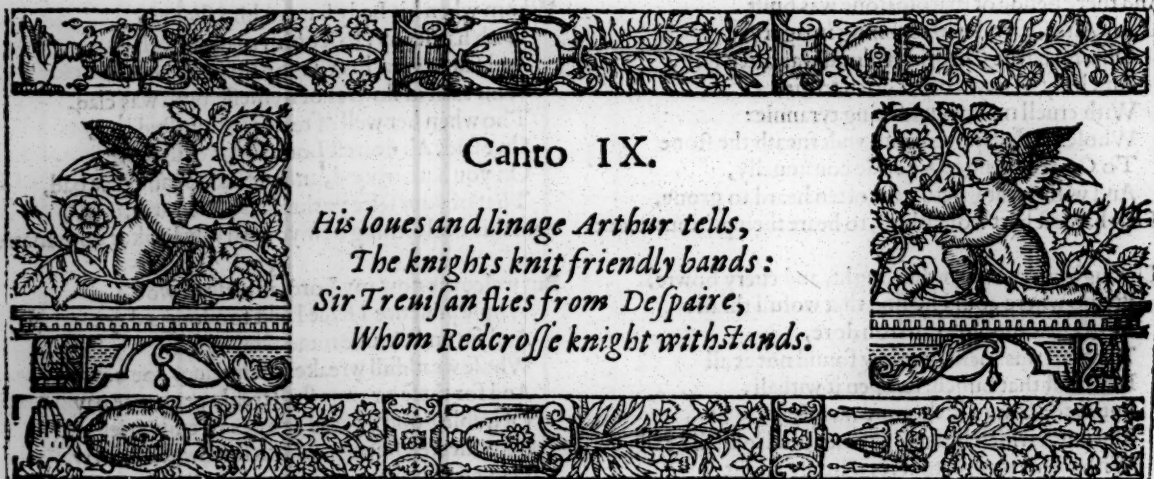 Canto IX.
His loues and linage Arthur tells,
The knights knit friendly bands:
Sir Treuiſan flies from Deſpaire,
Whom Redcroſſe knight withſtands.